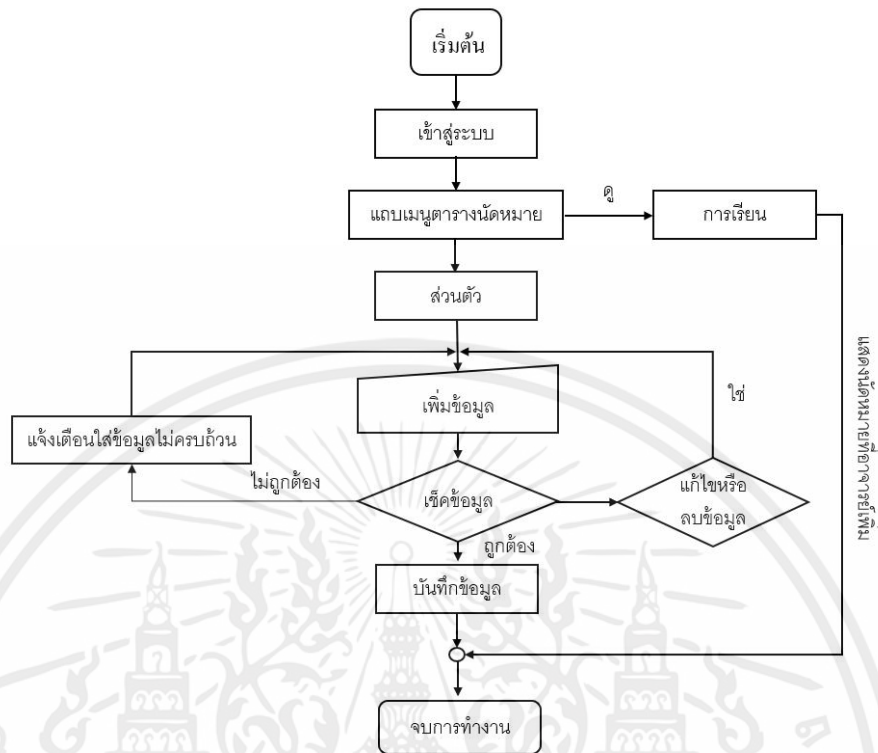 เริ่มต้น
เข้าสู่ระบบ
แถบเมนูตารางนัดหมาย
ดู
การเรียน
ส่วนตัว
เพิ่มข้อมูล
ใช่
แจ้งเตือนใส่ข้อมูลไม่ครบถ้วน
ไม่ถูกต้อง
เช็คข้อมูล
แก้ไขหรือ
ลบข้อมูล
แสดงนัดหมายที่อาจารย์เพิ่ม
ถูกต้อง
บันทึกข้อมูล
จบการทำงาน